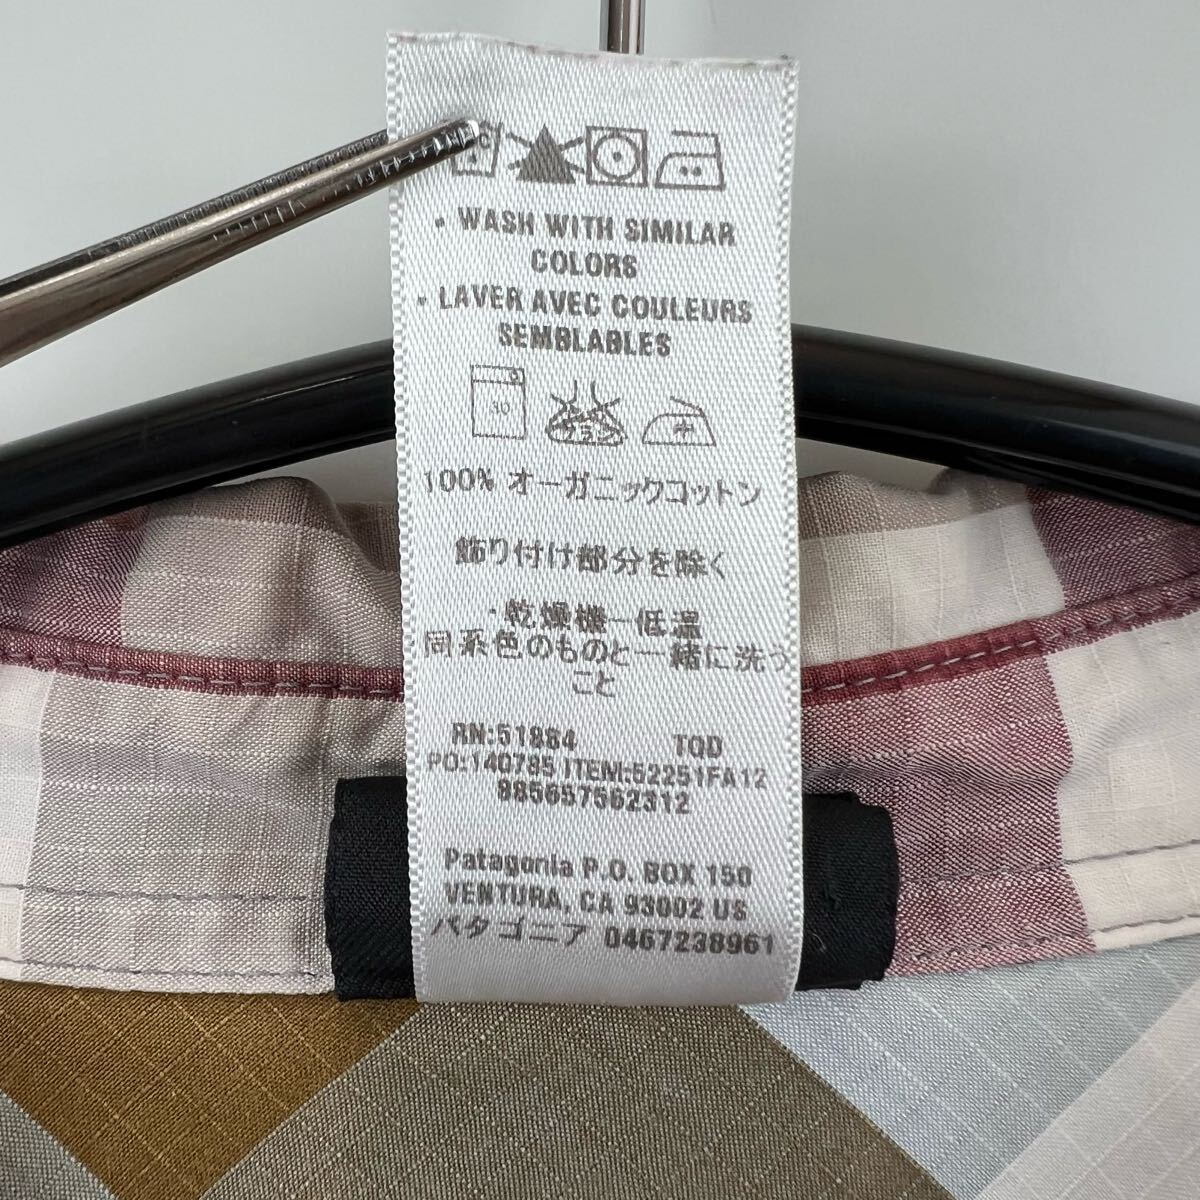 • WASH WITH SIMILAR
COLORS
• LAVER AVEC COULEURS
SEMBLABLES
30
中
100% オーガニックコットン
飾り付け部分を除く
・乾燥機ー低温
同系色のものと一緒に洗う
こと
RN:51884 TQD
PO:140785 ITEM:52251FA12
885657562312
Patagonia P.O. BOX 150
VENTURA, CA 93002 US
パタゴニア 0467238961